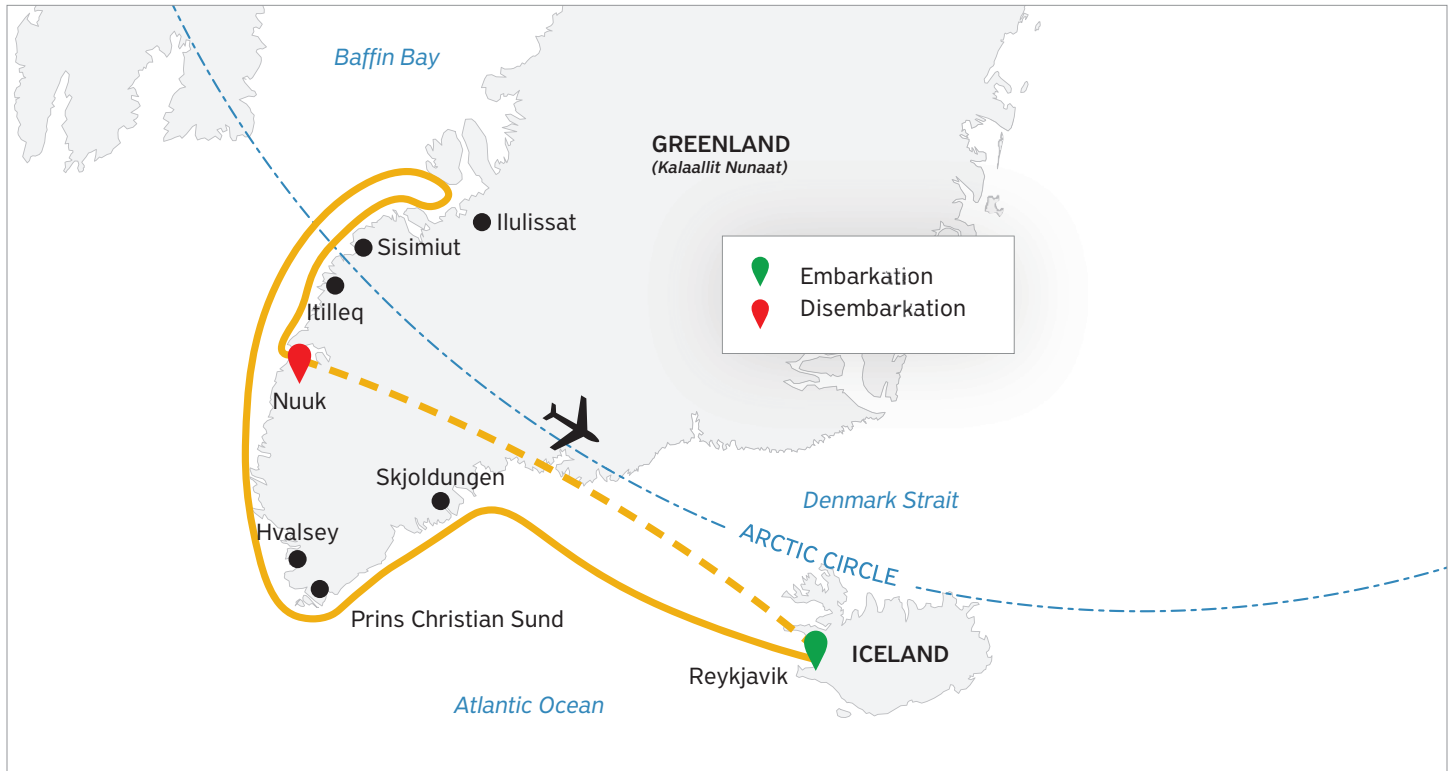 Baffin Bay
GREENLAND
(Kalaallit Nunaat)
Ilulissat
Sisimiut
Itilleq
Embarkation
Disembarkation
Nuuk
Skjoldungen
Denmark Strait
Hvalsey
ARCTIC CIRCLE
Prins Christian Sund
ICELAND
Reykjavik
Atlantic Ocean